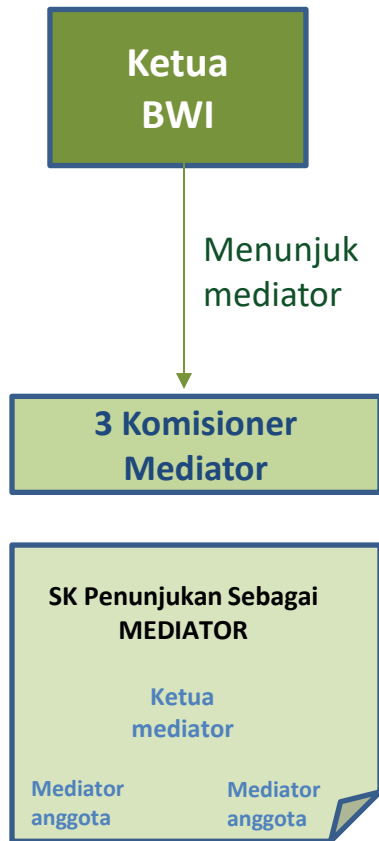 Ketua
BWI
Menunjuk
mediator
3 Komisioner
Mediator
SK Penunjukan Sebagai
MEDIATOR
Ketua
mediator
Mediator
anggota
Mediator
anggota